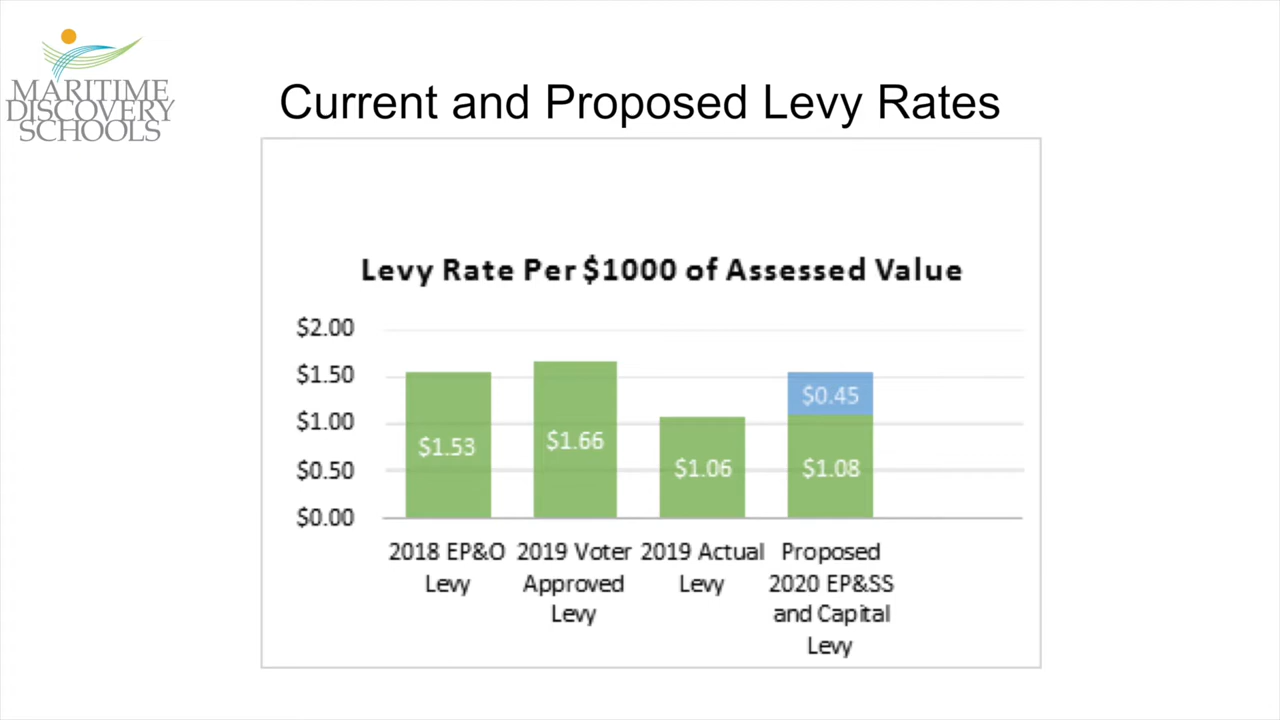 MARITIME
DISCOVERY
SCHOOLS
Current and Proposed Levy Rates
Levy Rate Per $1000 of Assessed Value
$2.00
$1.50
$1.00
$0.50
$0.00
$1.53
$1.66
$1.06
$0.45
$1.08
2018 EP&O
Levy
2019 Voter
Approved
Levy
2019 Actual
Levy
Proposed
2020 EP&SS
and Capital
Levy